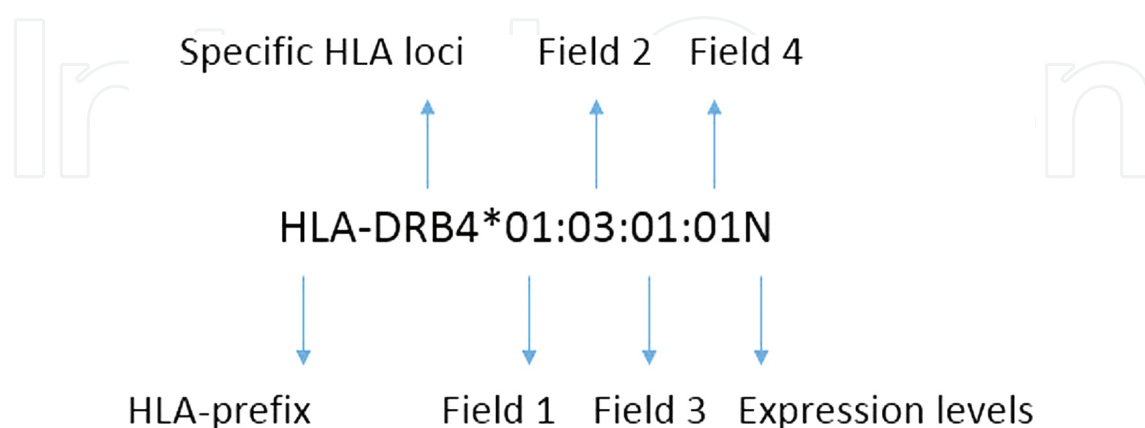 Specific HLA loci Field 2 Field 4
HLA-DRB4*01:03:01:01N
HLA-prefix Field 1 Field 3 Expression levels